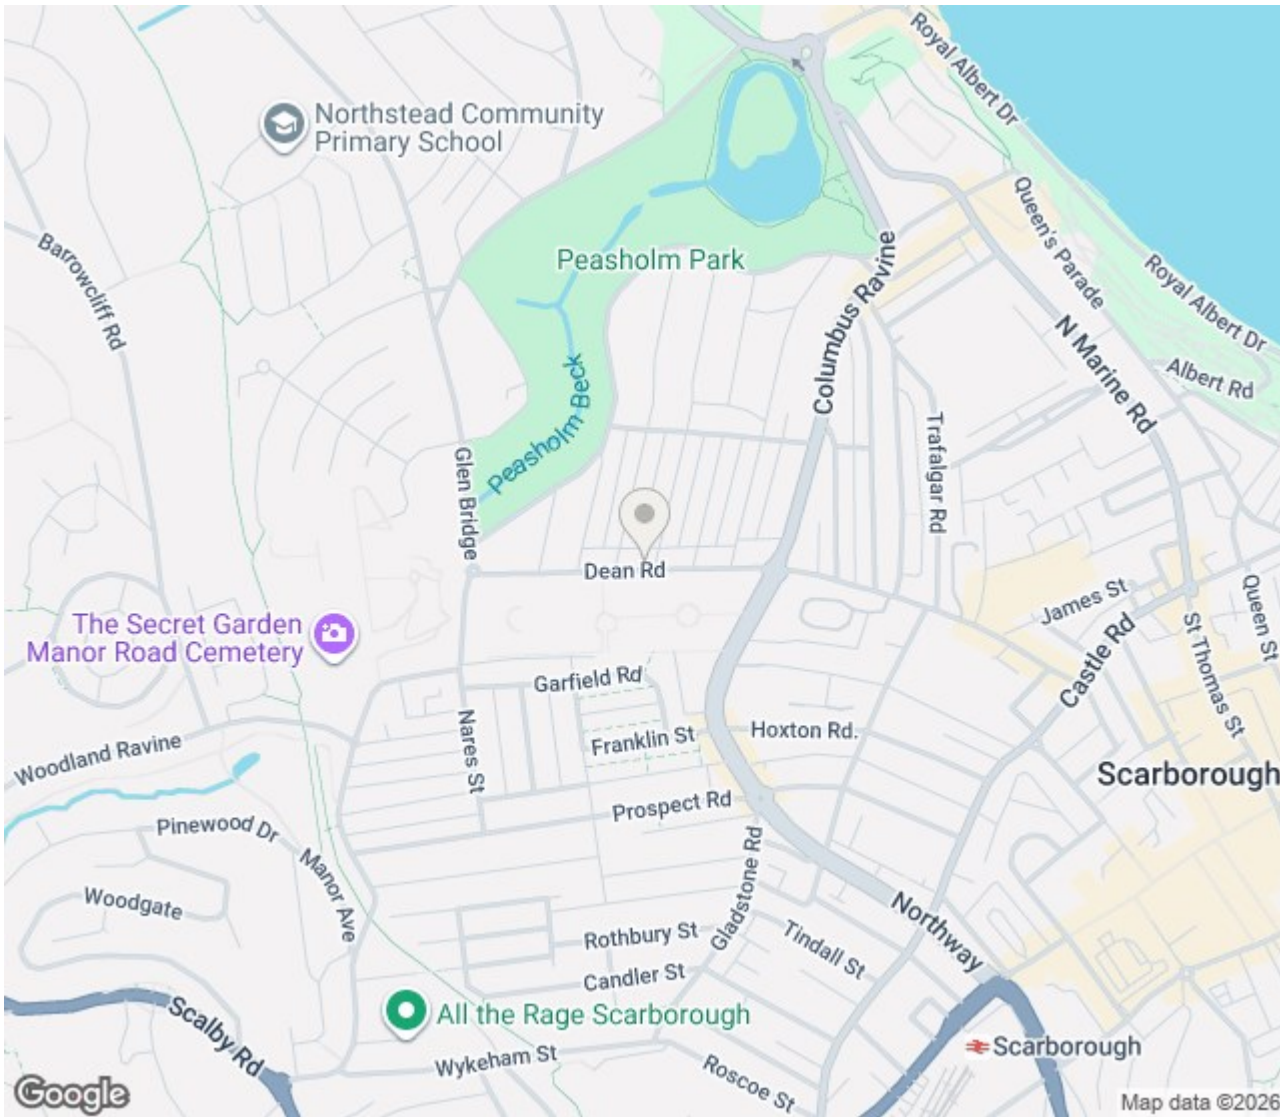 Royal Albert Dr
Northstead Community
Primary School
Queen's Parade
Barrowcliff Rd
Peasholm Park
Columbus Ravine
Royal Albert Dr
N Marine Rd
Albert Rd
Peasholm Beck
Trafalgar Rd
Glen Bridge
Dean Rd
James St
Queen St
The Secret Garden
Manor Road Cemetery
Castle Rd
St Thomas St
Garfield Rd
Nares St
Franklin St
Hoxton Rd.
Woodland Ravine
Scarborough
Prospect Rd
Pinewood Dr
Manor Ave
Gladstone Rd
Woodgate
Northway
Rothbury St
Tindall St
Candler St
Scalby Rd
All the Rage Scarborough
Scarborough
Wykeham St
Roscoe St
Google
Map data ©2026